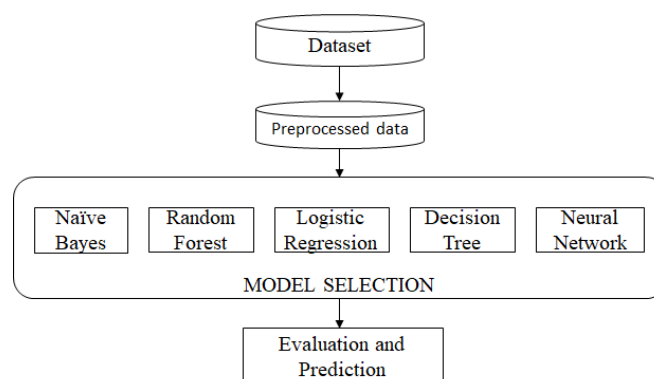 Dataset
Preprocessed data
Naïve
Bayes
Random
Forest
Logistic
Regression
Decision
Tree
Neural
Network
MODEL SELECTION
Evaluation and
Prediction